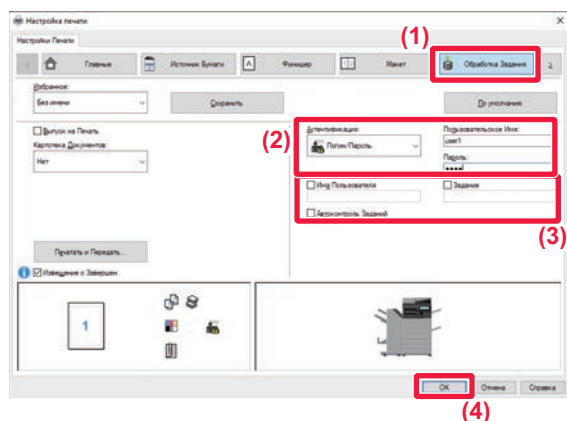 Настройка печати
Настройки Печати
(1)
Главные
Источник Бумаги
Финишер
Макет
Обработка Задания
Избранное:
Без имени
Сохранить
По умолчанию
Выпуск на Печать
Картотека Документов:
Нет
(2)
Аутентификация:
Логин/Пароль
Пользовательское Имя:
user1
Пароль:
••••
Имя Пользователя
Задание
Автоконтроль Заданий
(3)
Печатать и Передать...
Извещение о Завершен.
1
OK
Отмена
Справка
(4)